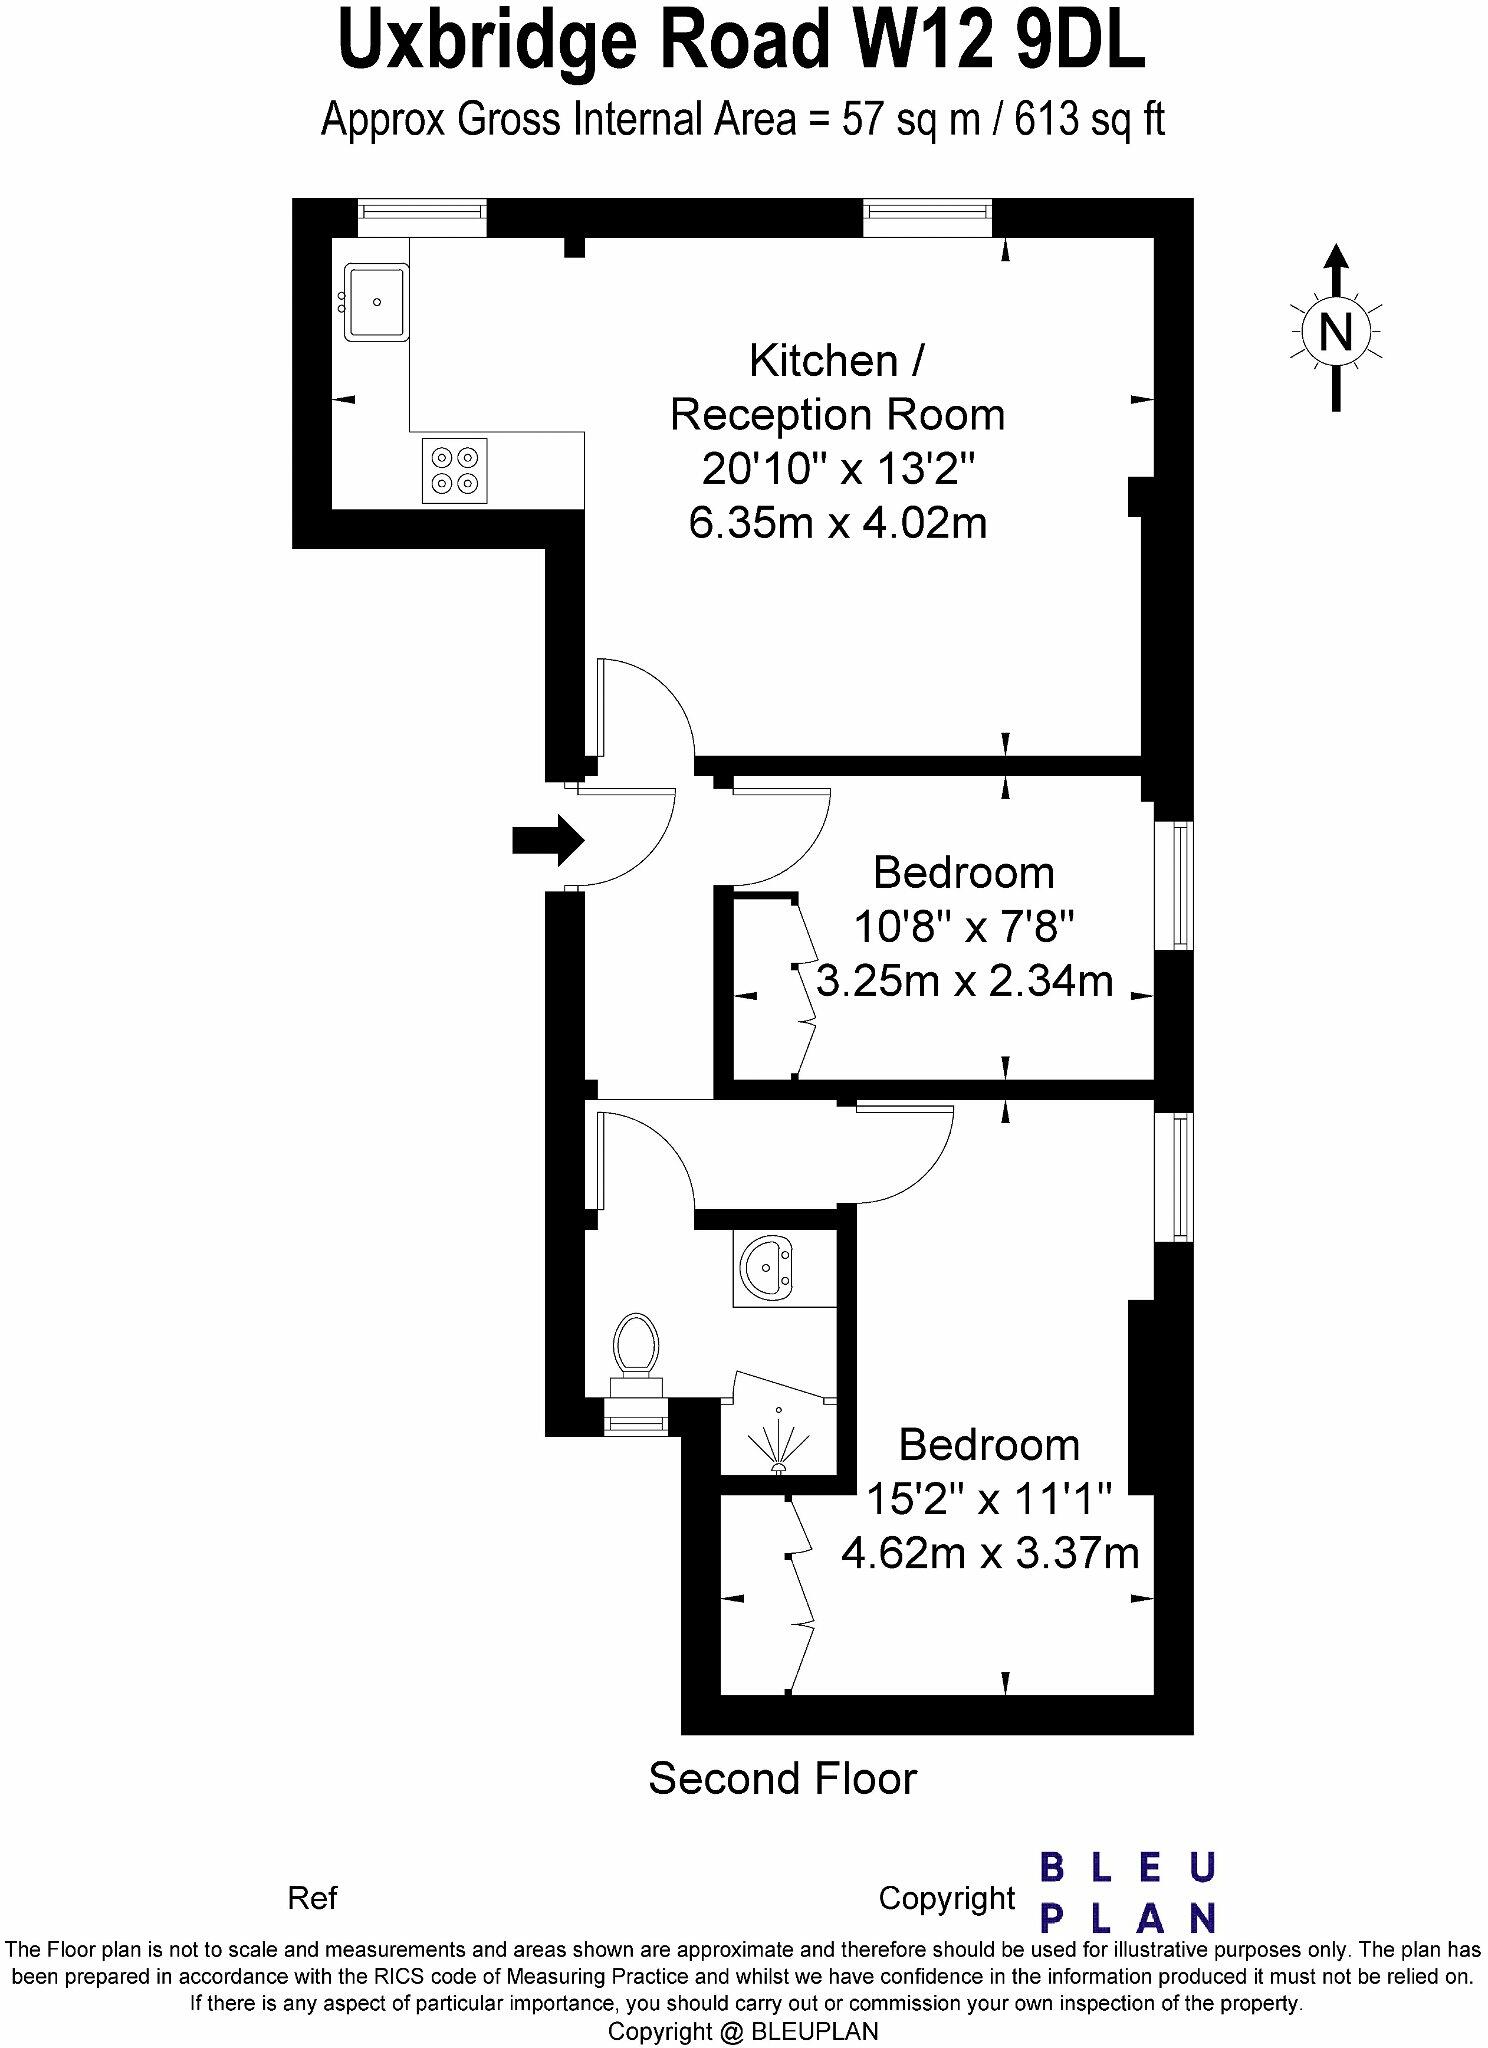 Uxbridge Road W12 9DL
Approx Gross Internal Area = 57 sq m / 613 sq ft
N
Kitchen /
Reception Room
20'10" x 13'2"
6.35m x 4.02m
Bedroom
10'8" x 7'8"
3.25m x 2.34m
Bedroom
15'2" x 11'1"
4.62m x 3.37m
Second Floor
Ref
Copyright
BLEU
PLAN
The Floor plan is not to scale and measurements and areas shown are approximate and therefore should be used for illustrative purposes only. The plan has
been prepared in accordance with the RICS code of Measuring Practice and whilst we have confidence in the information produced it must not be relied on.
If there is any aspect of particular importance, you should carry out or commission your own inspection of the property.
Copyright @ BLEUPLAN